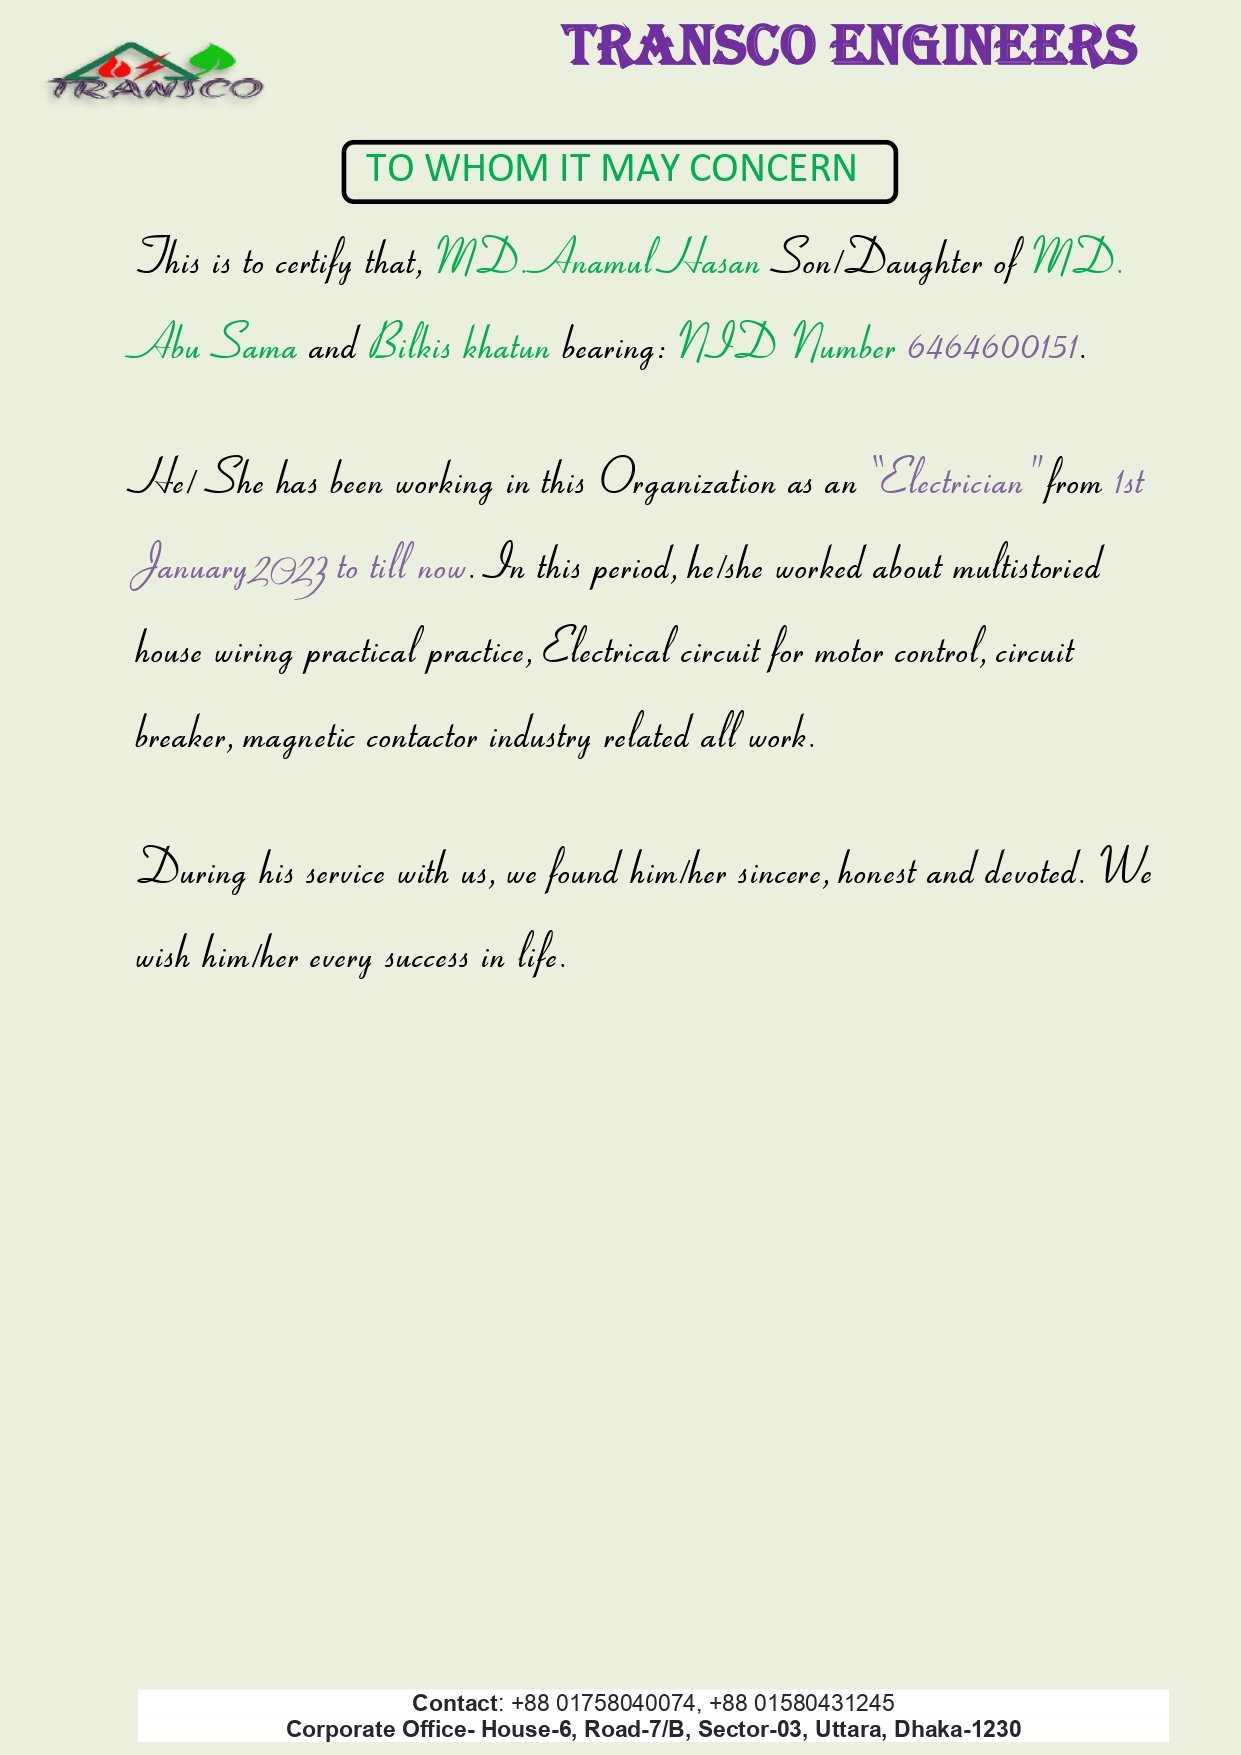 TRANSCO
TRANSCO ENGINEERS
TO WHOM IT MAY CONCERN
This is to certify that, MD.Anamul Hasan Son/Daughter of MD.
Abu Sama and Bilkis khatun bearing: NID Number 6464600151.
He/ She has been working in this Organization as an "Electrician" from 1st
January2023 to till now. In this period, he/she worked about multistoried
house wiring practical practice, Electrical circuit for motor control, circuit
breaker, magnetic contactor industry related all work.
During his service with us, we found him/her sincere, honest and devoted. We
wish him/her every success in life.
Contact: +88 01758040074, +88 01580431245
Corporate Office- House-6, Road-7/B, Sector-03, Uttara, Dhaka-1230